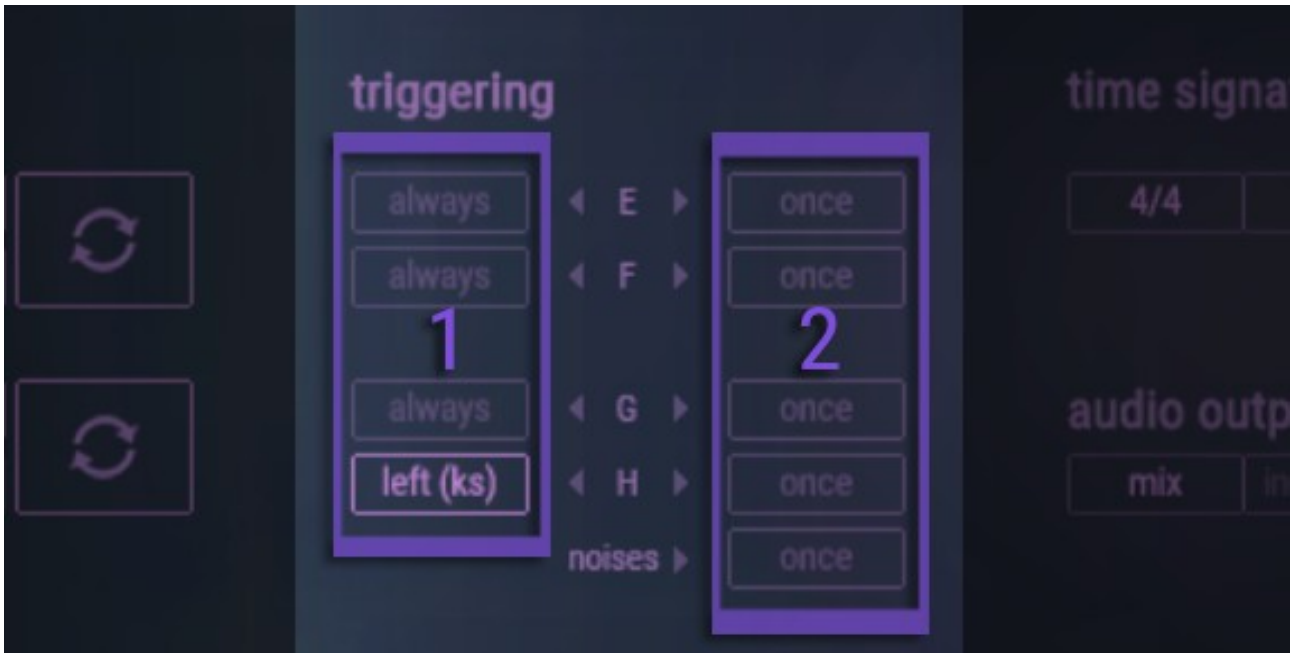 triggering
time signa
always E once
4/4
always F once
1 2
always G once
audio outp
left (ks) H once
mix in
noises once